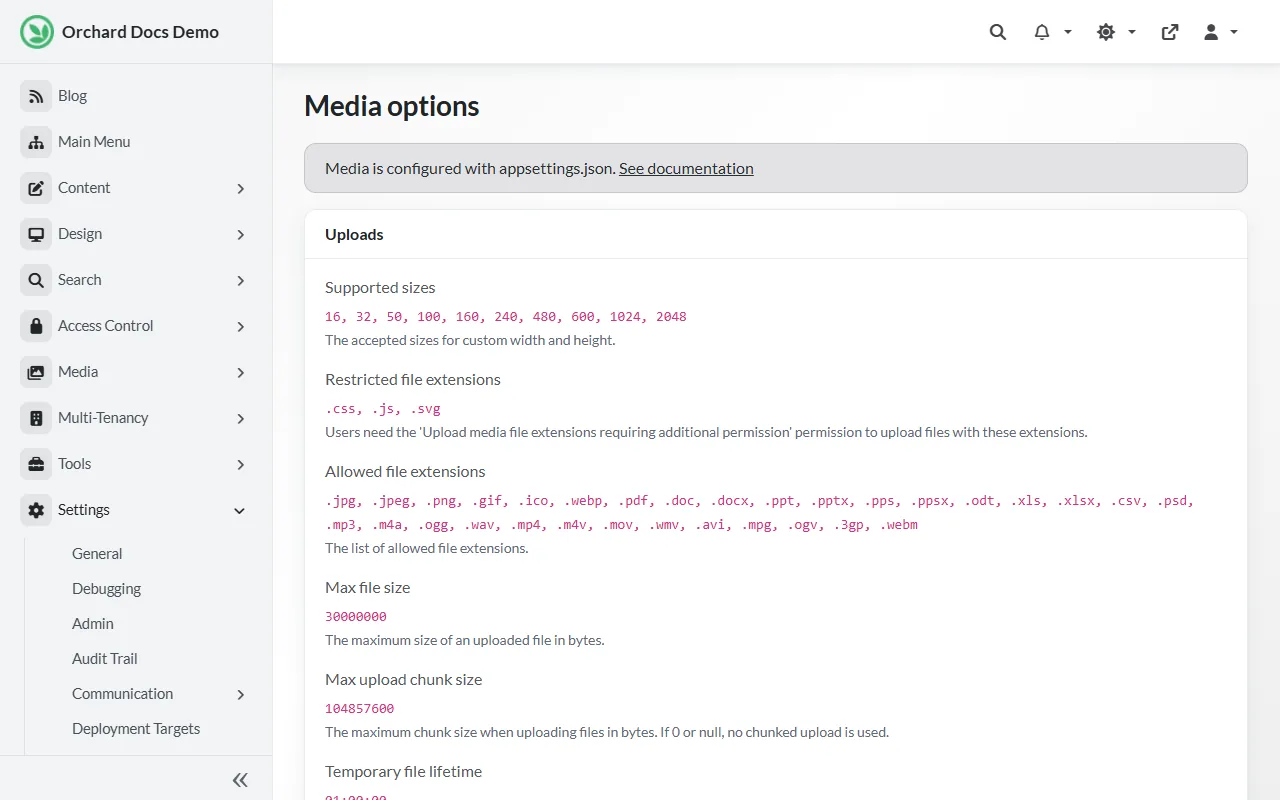 Orchard Docs Demo
Blog
Main Menu
Content
Design
Search
Access Control
Media
Multi-Tenancy
Tools
Settings
General
Debugging
Admin
Audit Trail
Communication
Deployment Targets
Media options
Media is configured with appsettings.json. See documentation
Uploads
Supported sizes
16, 32, 50, 100, 160, 240, 480, 600, 1024, 2048
The accepted sizes for custom width and height.
Restricted file extensions
.css, .js, .svg
Users need the 'Upload media file extensions requiring additional permission' permission to upload files with these extensions.
Allowed file extensions
.jpg, .jpeg, .png, .gif, .ico, .webp, .pdf, .doc, .docx, .ppt, .pptx, .pps, .ppsx, .odt, .xls, .xlsx, .csv, .psd,
.mp3, .m4a, .ogg, .wav, .mp4, .m4v, .mov, .wmv, .avi, .mpg, .ogv, .3gp, .webm
The list of allowed file extensions.
Max file size
30000000
The maximum size of an uploaded file in bytes.
Max upload chunk size
104857600
The maximum chunk size when uploading files in bytes. If 0 or null, no chunked upload is used.
Temporary file lifetime